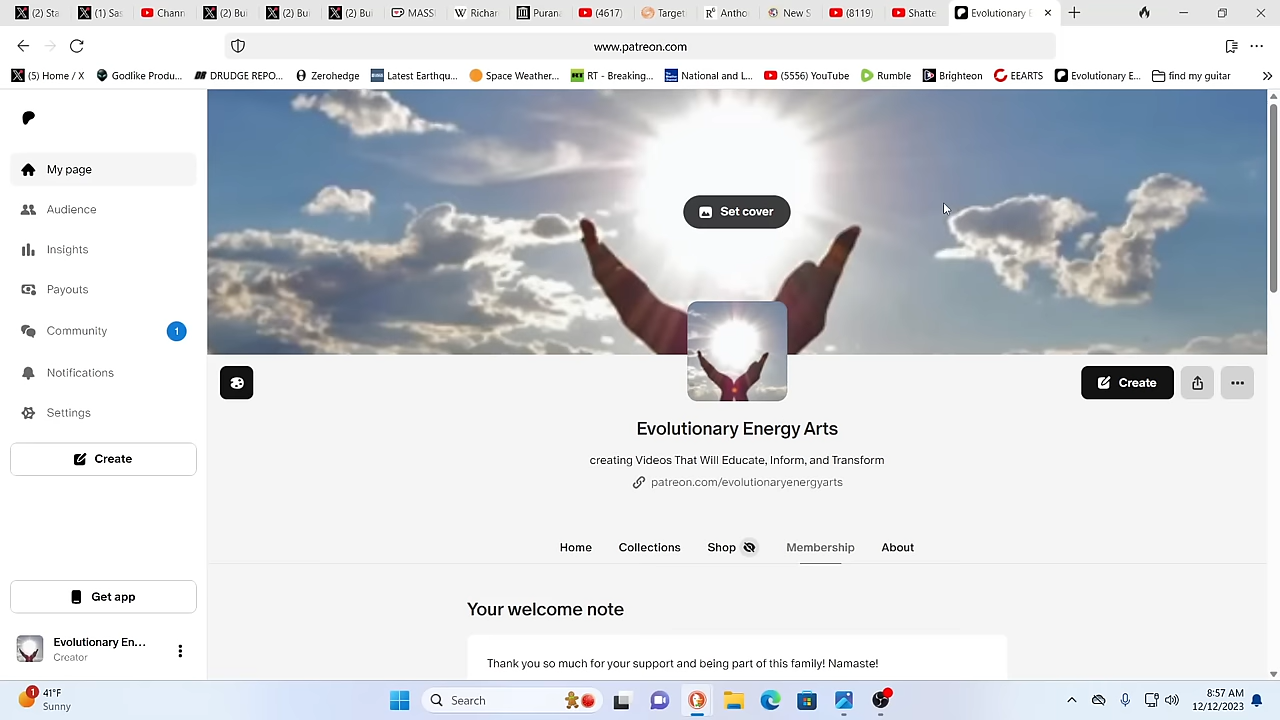 (2) Sta
(1) Sas
Chann
(2) Bu
(2) Bu
(2) Bu
MASSI
Richar
Puran
(4617)
Target
Antho
New S
(8119)
Shatte
Evolutionary E
www.patreon.com
(5) Home / X
Godlike Produ...
DRUDGE REPO...
Zerohedge
Latest Earthqu...
Space Weather...
RT - Breaking...
National and L...
(5556) YouTube
Rumble
Brighteon
EEARTS
Evolutionary E...
find my guitar
My page
Audience
Insights
Payouts
Community
1
Notifications
Settings
Create
Get app
Evolutionary En...
Creator
Set cover
Create
Evolutionary Energy Arts
creating Videos That Will Educate, Inform, and Transform
patreon.com/evolutionaryenergyarts
Home
Collections
Shop
Membership
About
Your welcome note
Thank you so much for your support and being part of this family! Namaste!
1
41°F
Sunny
Search
8:57 AM
12/12/2023